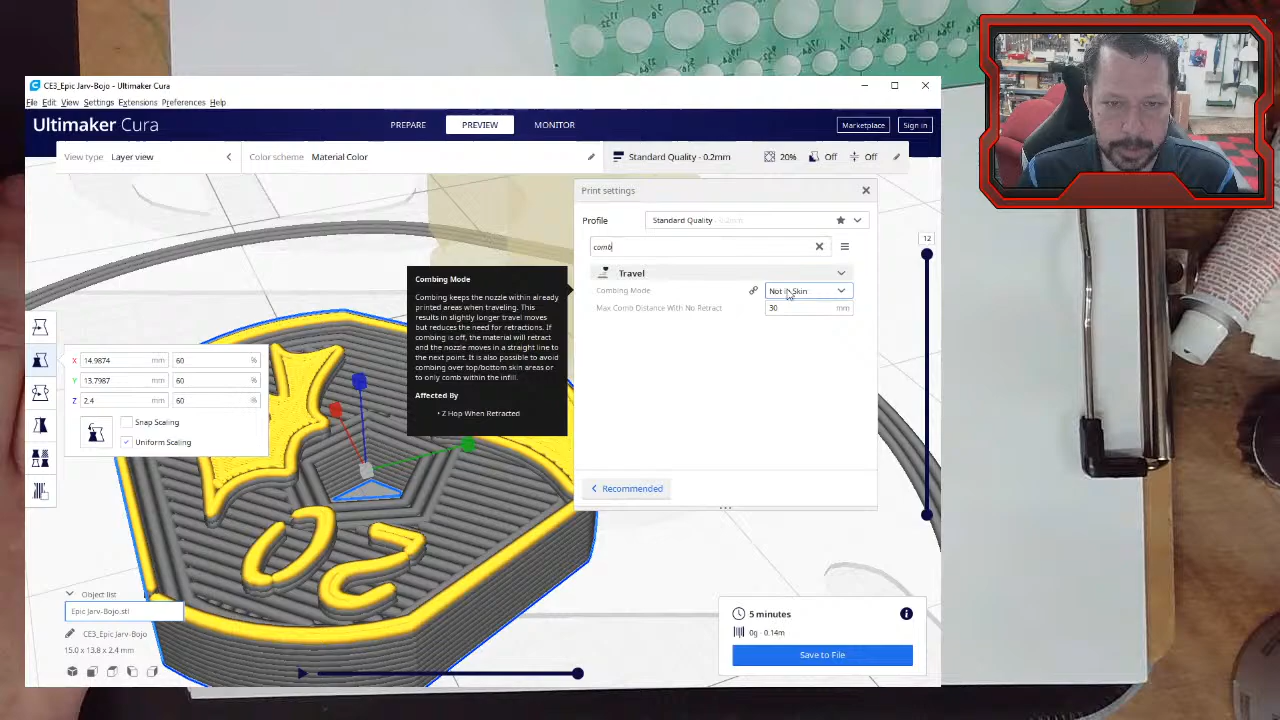 CE3_Epic Jarv-Bojo - Ultimaker Cura
File Edit View Settings Extensions Preferences Help
Ultimaker Cura
PREPARE
PREVIEW
MONITOR
Marketplace
Sign in
View type Layer view
Color scheme Material Color
Standard Quality - 0.2mm
20%
Off
Off
Print settings
Profile
Standard Quality - 0.2mm
comb
Travel
Combing Mode
Not in Skin
Max Comb Distance With No Retract
30 mm
Combing Mode
Combing keeps the nozzle within already
printed areas when traveling. This
results in slightly longer travel moves
but reduces the need for retractions. If
combing is off, the material will retract
and the nozzle moves in a straight line to
the next point. It is also possible to avoid
combing over top/bottom skin areas or
to only comb within the infill.
Affected By
• Z Hop When Retracted
Recommended
12
X 14.9874 mm 60 %
Y 13.7987 mm 60 %
Z 2.4 mm 60 %
Snap Scaling
Uniform Scaling
20
Object list
Epic Jarv-Bojo.stl
CE3_Epic Jarv-Bojo
15.0 x 13.8 x 2.4 mm
5 minutes
0g · 0.14m
Save to File